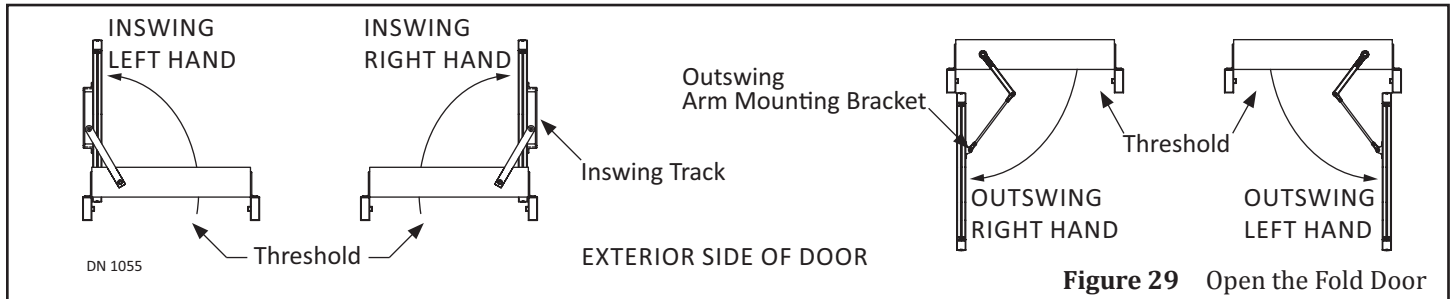 INSWING
LEFT HAND
INSWING
RIGHT HAND
Inswing Track
Threshold
DN 1055
EXTERIOR SIDE OF DOOR
Outswing
Arm Mounting Bracket
Threshold
OUTSWING
RIGHT HAND
OUTSWING
LEFT HAND
Figure 29 Open the Fold Door